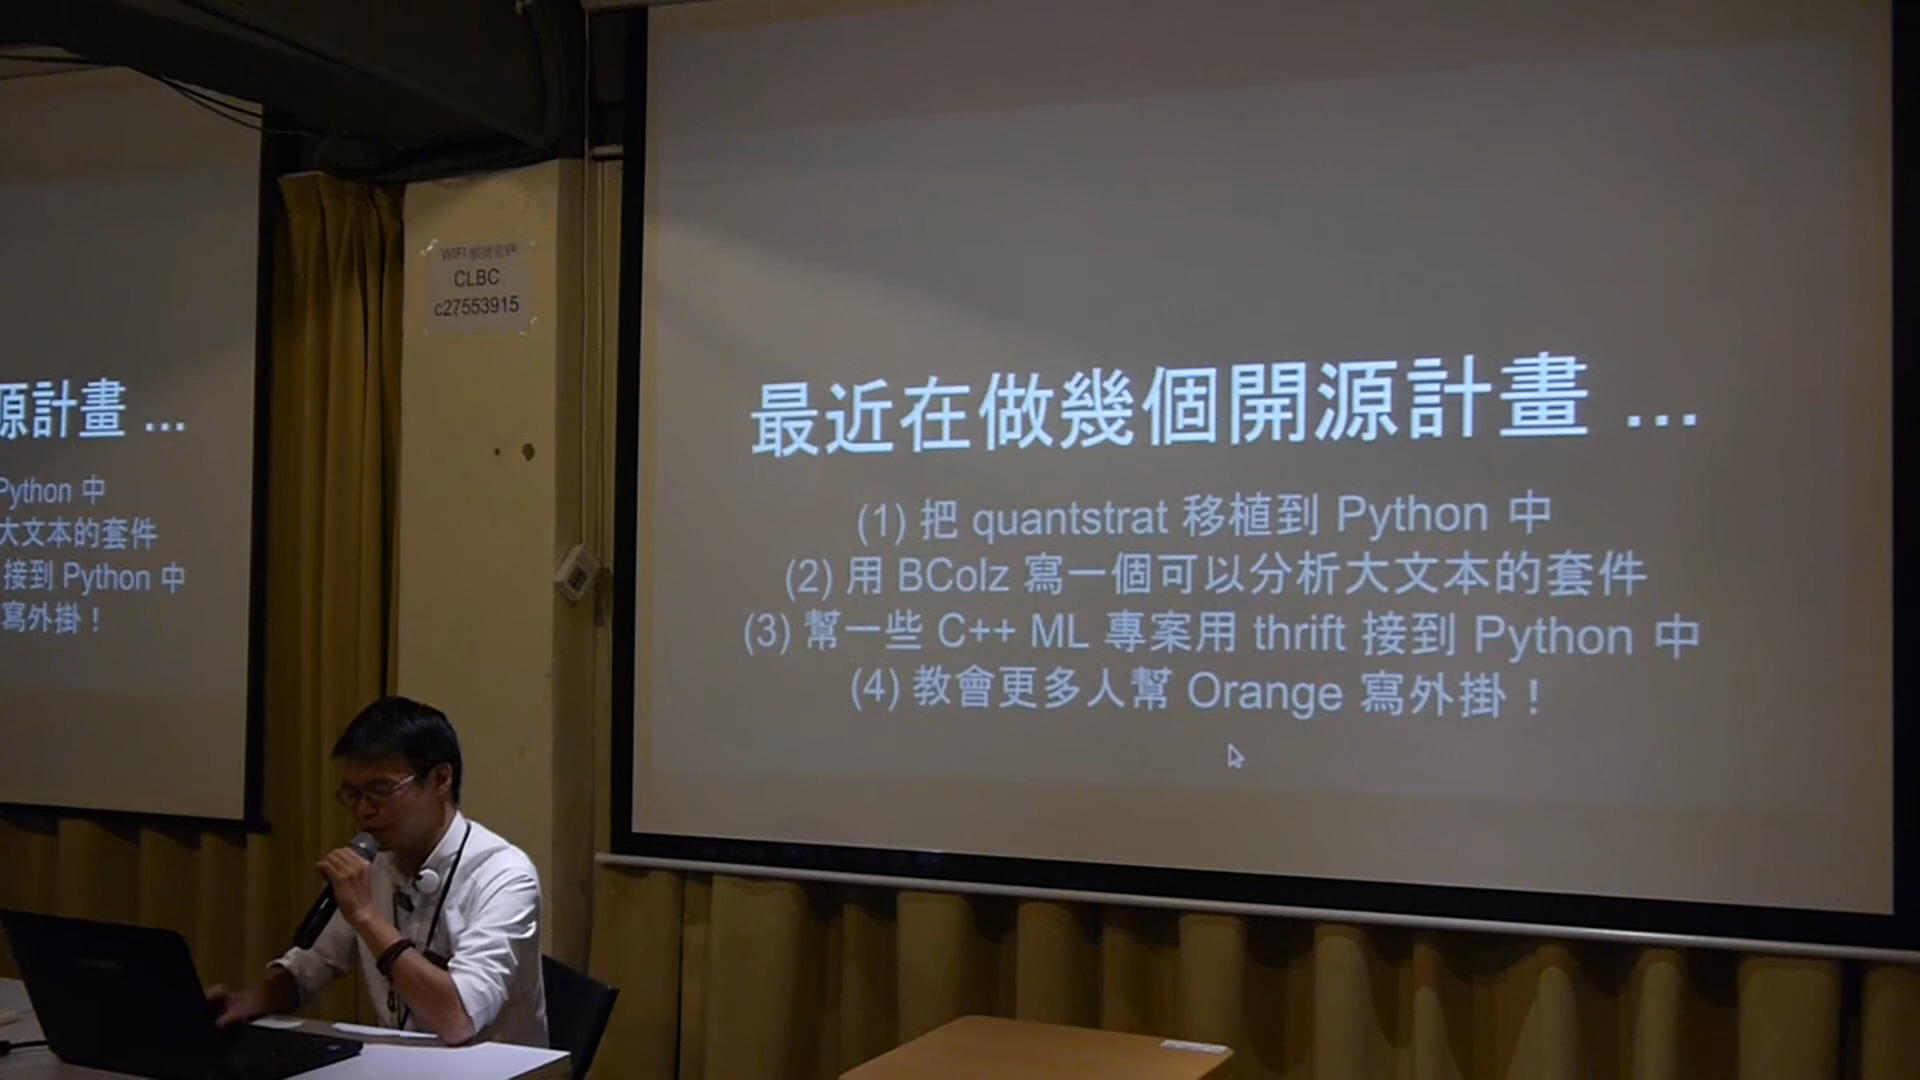 源計畫 ...
Python 中
大文本的套件
接到 Python 中
寫外掛！
WIFI
CLBC
c27553915
最近在做幾個開源計畫 ...
(1) 把 quantstrat 移植到 Python 中
(2) 用 BColz 寫一個可以分析大文本的套件
(3) 幫一些 C++ ML 專案用 thrift 接到 Python 中
(4) 教會更多人幫 Orange 寫外掛！